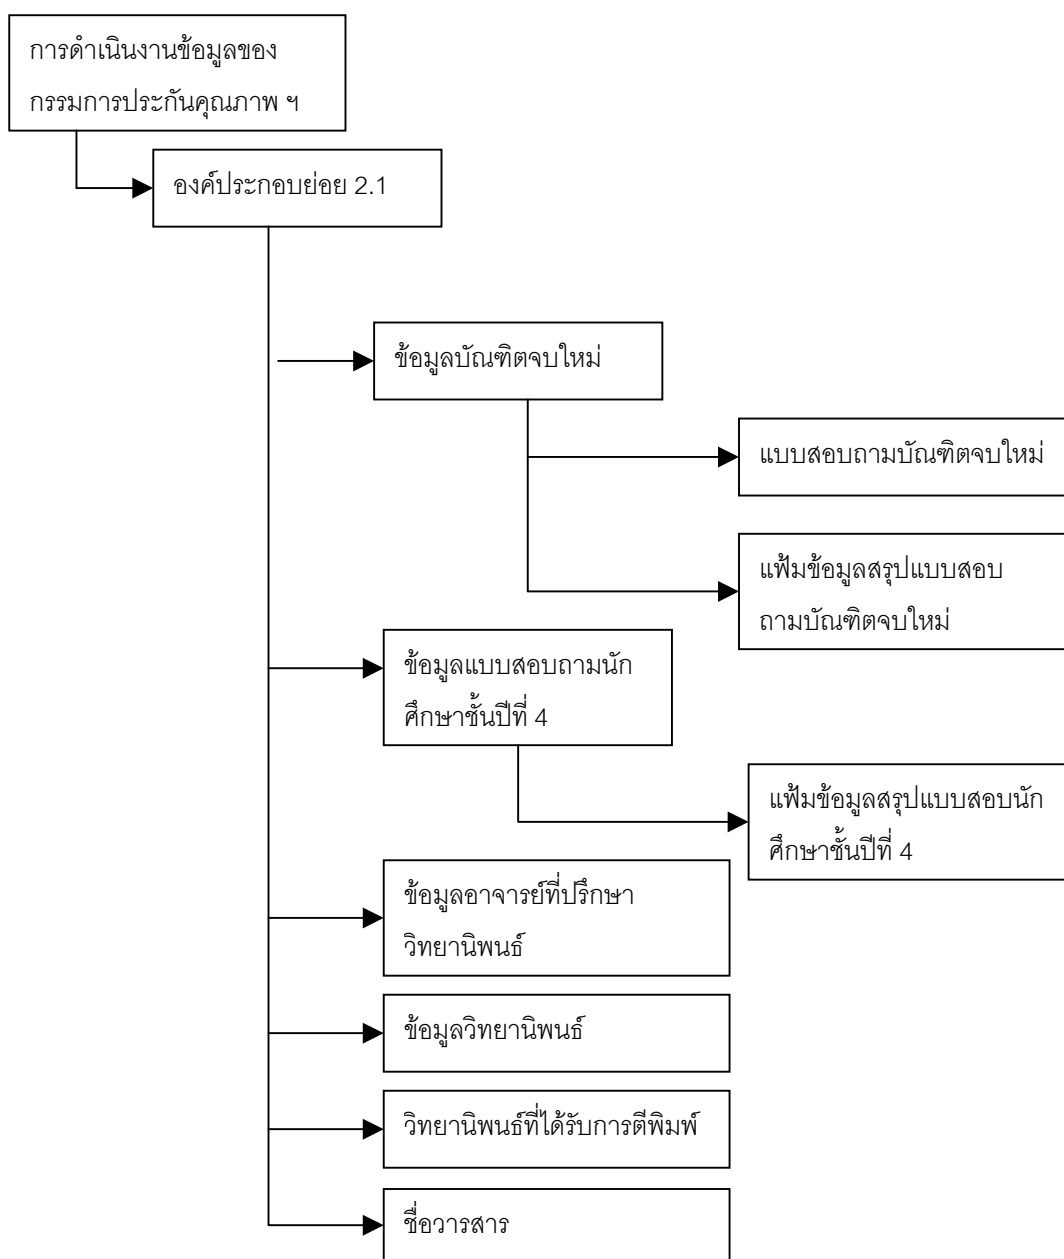 การดำเนินงานข้อมูลของ
กรรมการประกันคุณภาพ ฯ
องค์ประกอบย่อย 2.1
ข้อมูลบัณฑิตจบใหม่
แบบสอบถามบัณฑิตจบใหม่
แฟ้มข้อมูลสรุปแบบสอบ
ถามบัณฑิตจบใหม่
ข้อมูลแบบสอบถามนัก
ศึกษาชั้นปีที่ 4
แฟ้มข้อมูลสรุปแบบสอบนัก
ศึกษาชั้นปีที่ 4
ข้อมูลอาจารย์ที่ปรึกษา
วิทยานิพนธ์
ข้อมูลวิทยานิพนธ์
วิทยานิพนธ์ที่ได้รับการตีพิมพ์
ชื่อวารสาร